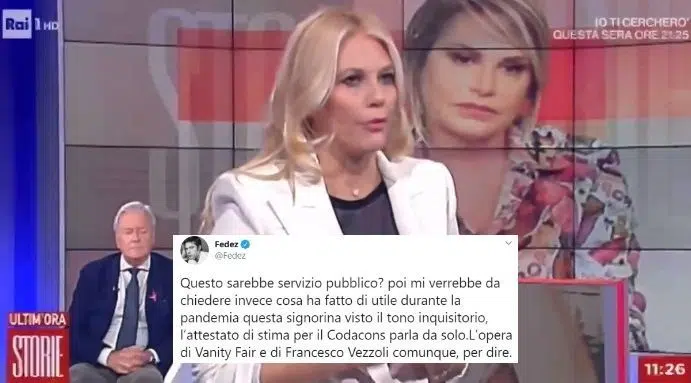 Rai 1 HD
IO TI CERCHERO'
QUESTA SERA ORE 21:25
Fedez
@Fedez
Questo sarebbe servizio pubblico? poi mi verrebbe da
chiedere invece cosa ha fatto di utile durante la
pandemia questa signorina visto il tono inquisitorio,
l'attestato di stima per il Codacons parla da solo.L'opera
di Vanity Fair e di Francesco Vezzoli comunque, per dire.
ULTIM'ORA
STORIE
11:26